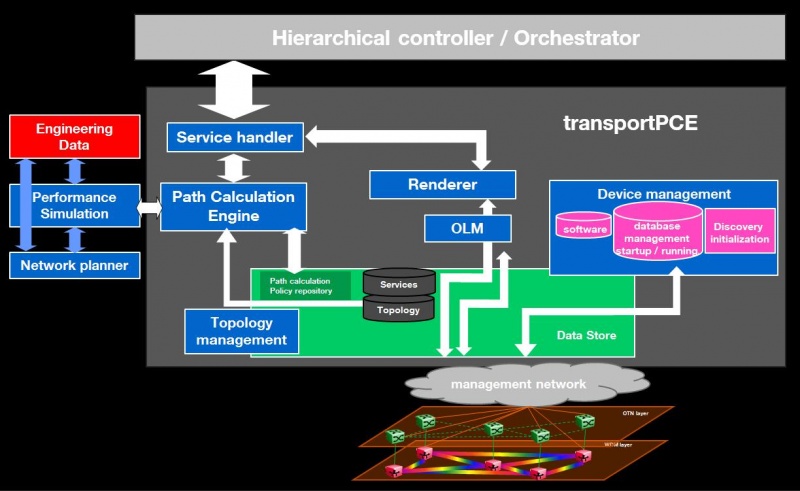 Hierarchical controller / Orchestrator
transportPCE
Engineering
Data
Service handler
Performance
Simulation
Path Calculation
Engine
Renderer
Device management
software
database
management
startup / running
Discovery
initialization
OLM
Network planner
Path calculation
Policy repository
Services
Topology
Topology
management
Data Store
management network
OTN layer
WDM layer